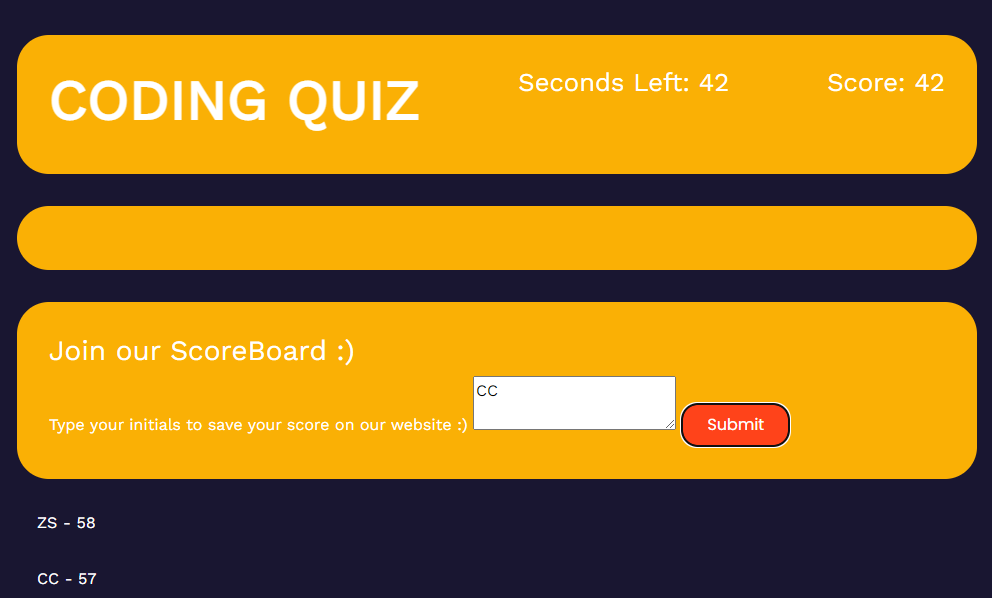 CODING QUIZ
Seconds Left: 42
Score: 42
Join our ScoreBoard :)
CC
Type your initials to save your score on our website :)
Submit
ZS - 58
CC - 57